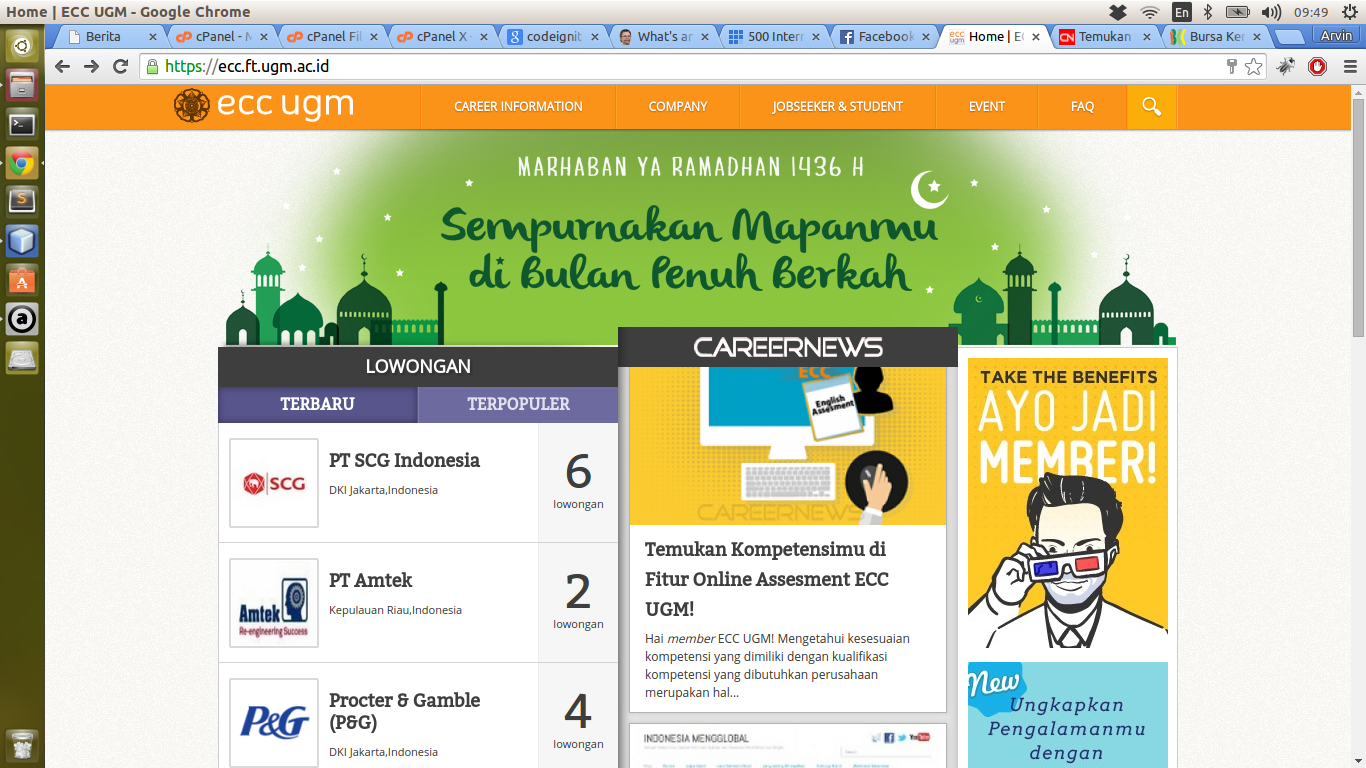 Home | ECC UGM - Google Chrome
En
09:49
Berita
cPanel - M
cPanel Fil
cPanel X -
codeignit
What's ar
500 Interr
Facebook
Home | EC
Temukan
Bursa Ker
Arvin
https://ecc.ft.ugm.ac.id
ecc ugm
CAREER INFORMATION
COMPANY
JOBSEEKER & STUDENT
EVENT
FAQ
MARHABAN YA RAMADHAN 1436 H
Sempurnakan Mapanmu
di Bulan Penuh Berkah
LOWONGAN
TERBARU
TERPOPULER
SCG
PT SCG Indonesia
DKI Jakarta,Indonesia
6
lowongan
Amtek
Re-engineering Success
PT Amtek
Kepulauan Riau,Indonesia
2
lowongan
P&G
Procter & Gamble
(P&G)
DKI Jakarta,Indonesia
4
lowongan
CAREERNEWS
ECC
English
Assesment
CAREERNEWS
Temukan Kompetensimu di
Fitur Online Assesment ECC
UGM!
Hai member ECC UGM! Mengetahui kesesuaian
kompetensi yang dimiliki dengan kualifikasi
kompetensi yang dibutuhkan perusahaan
merupakan hal...
INDONESIA MENGGLOBAL
TAKE THE BENEFITS
AYO JADI
MEMBER!
New
Ungkapkan
Pengalamanmu
dengan